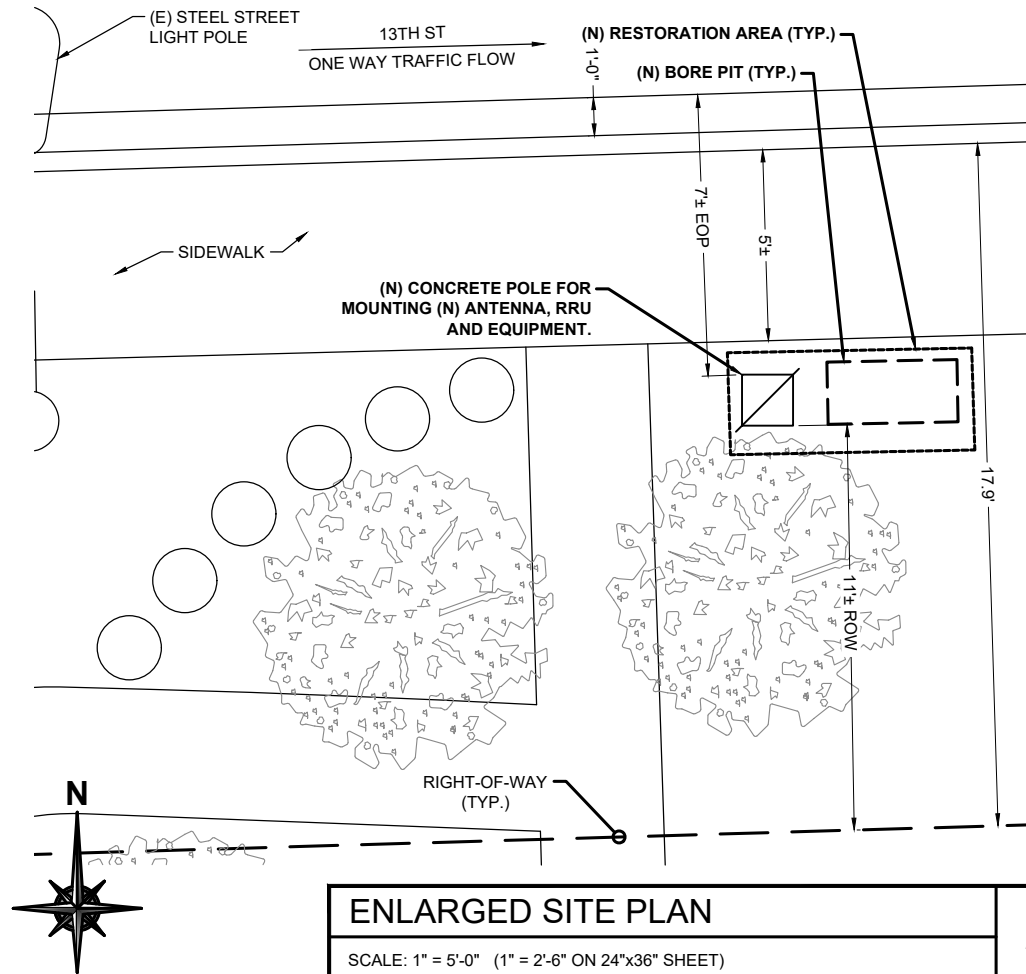 (E) STEEL STREET
LIGHT POLE
13TH ST
ONE WAY TRAFFIC FLOW
1'-0"
(N) RESTORATION AREA (TYP.)
(N) BORE PIT (TYP.)
7'± EOP
5'±
SIDEWALK
(N) CONCRETE POLE FOR
MOUNTING (N) ANTENNA, RRU
AND EQUIPMENT.
17.9'
11'± ROW
RIGHT-OF-WAY
(TYP.)
N
ENLARGED SITE PLAN
SCALE: 1" = 5'-0" (1" = 2'-6" ON 24"x36" SHEET)